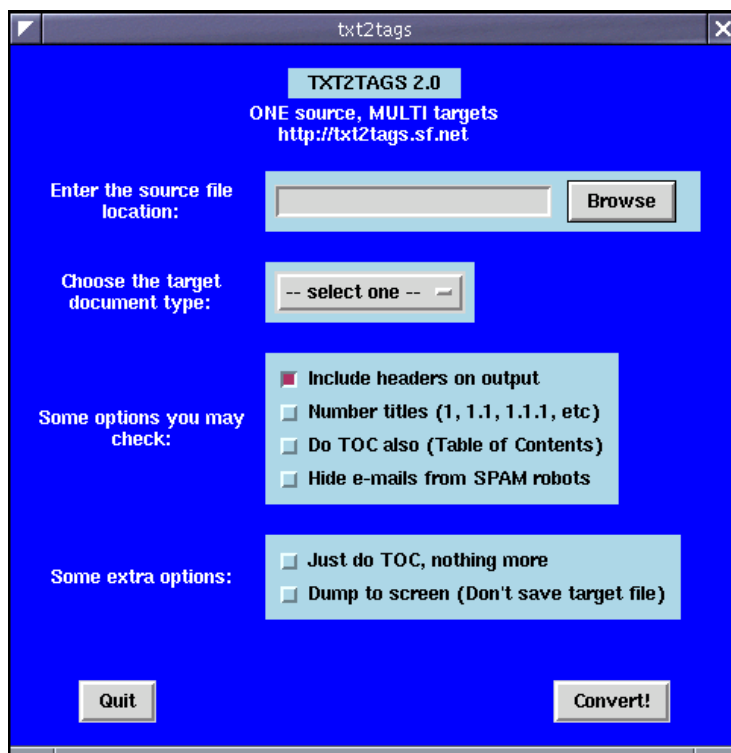 txt2tags
TXT2TAGS 2.0
ONE source, MULTI targets
http://txt2tags.sf.net
Enter the source file
location:
Browse
Choose the target
document type:
-- select one --
Some options you may
check:
Include headers on output
Number titles (1, 1.1, 1.1.1, etc)
Do TOC also (Table of Contents)
Hide e-mails from SPAM robots
Some extra options:
Just do TOC, nothing more
Dump to screen (Don't save target file)
Quit
Convert!